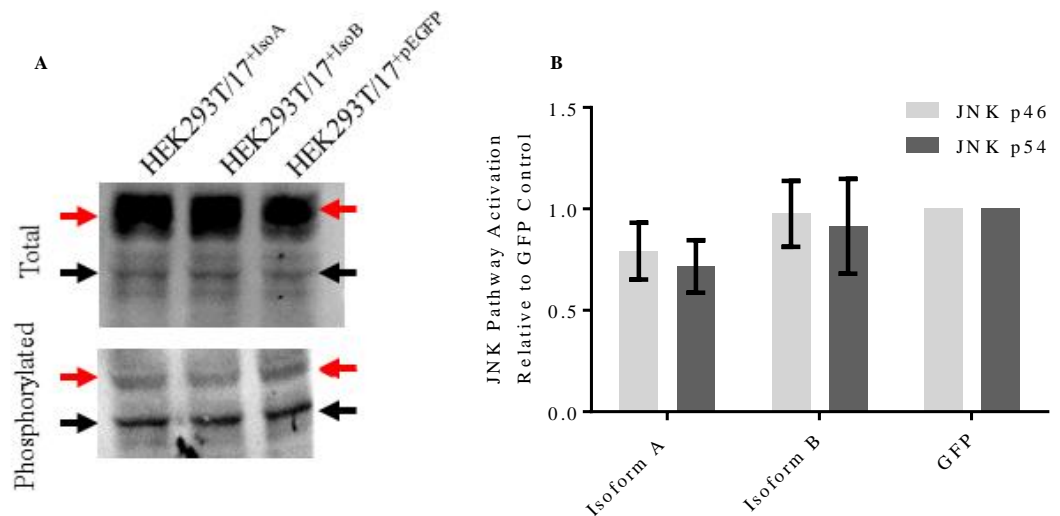 A
HEK293T/17+IsoA
HEK293T/17+IsoB
HEK293T/17+pEGFP
Total
Phosphorylated
B
JNK Pathway Activation
Relative to GFP Control
1.5
1.0
0.5
0.0
JNK p46
JNK p54
Isoform A
Isoform B
GFP